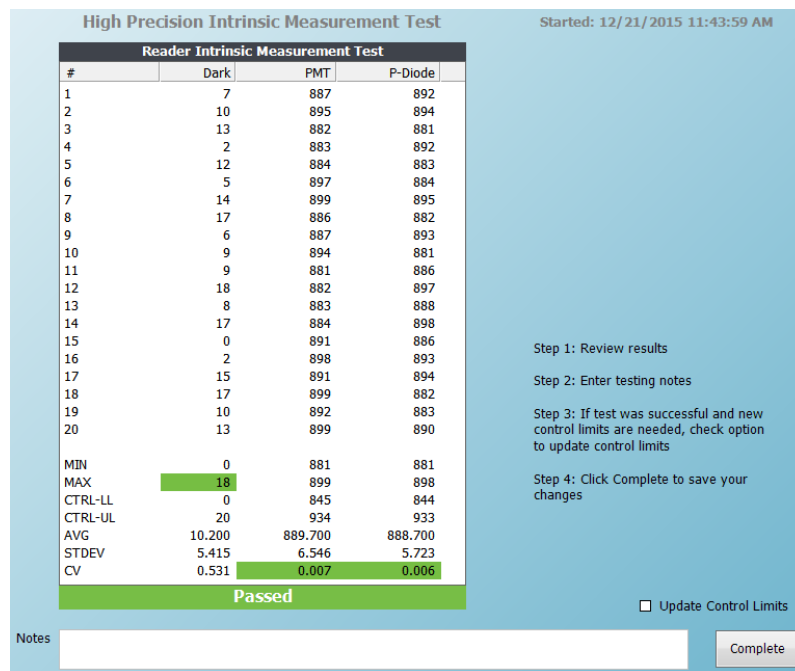 High Precision Intrinsic Measurement Test Started: 12/21/2015 11:43:59 AM
Reader Intrinsic Measurement Test
# Dark PMT P-Diode
1 7 887 892
2 10 895 894
3 13 882 881
4 2 883 892
5 12 884 883
6 5 897 884
7 14 899 895
8 17 886 882
9 6 887 893
10 9 894 881
11 9 881 886
12 18 882 897
13 8 883 888
14 17 884 898
15 0 891 886
16 2 898 893
17 15 891 894
18 17 899 882
19 10 892 883
20 13 899 890
MIN 0 881 881
MAX 18 899 898
CTRL-LL 0 845 844
CTRL-UL 20 934 933
AVG 10.200 889.700 888.700
STDEV 5.415 6.546 5.723
CV 0.531 0.007 0.006
Passed
Step 1: Review results
Step 2: Enter testing notes
Step 3: If test was successful and new
control limits are needed, check option
to update control limits
Step 4: Click Complete to save your
changes
Update Control Limits
Notes
Complete